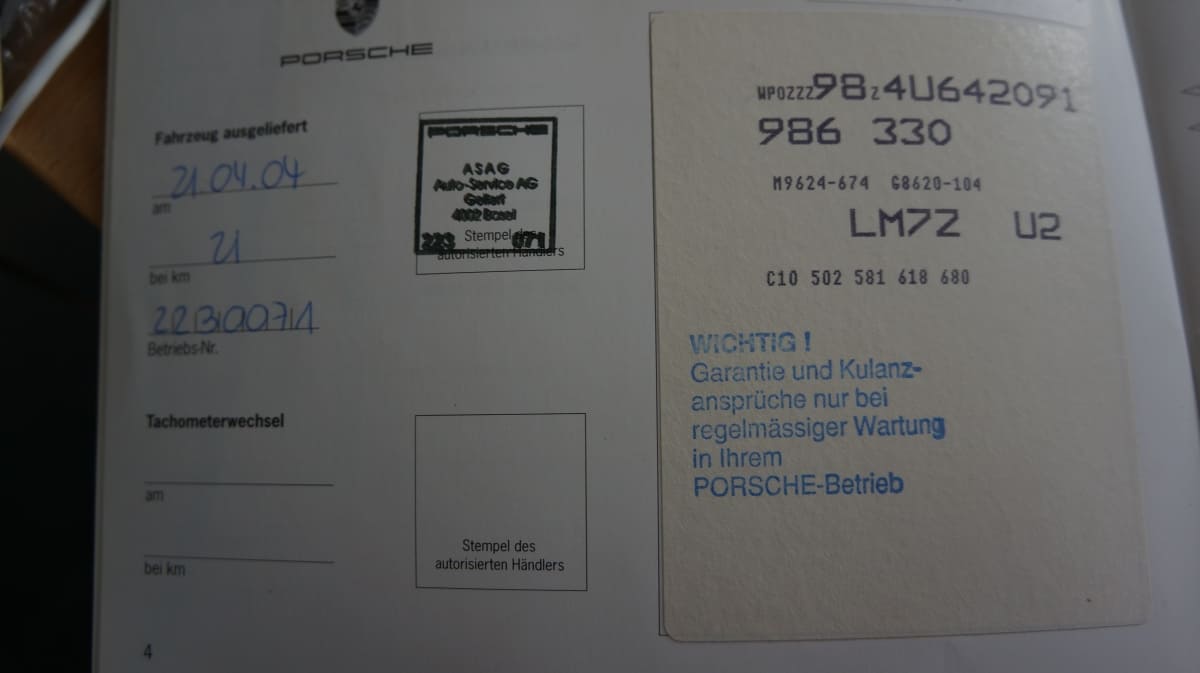 PORSCHE
Fahrzeug ausgeliefert
21.04.04
am
21
bei km
Betriebs-Nr.
PORSCHE
ASAG
Auto-Service AG
Gellert
4002 Basel
223 071
Stempel des
autorisierten Händlers
Tachometerwechsel
am
bei km
Stempel des
autorisierten Händlers
4
WP0ZZZ98Z4U642091
986 330
M9624-674 G8620-104
LM7Z U2
C10 502 581 618 680
WICHTIG !
Garantie und Kulanz-
ansprüche nur bei
regelmässiger Wartung
in Ihrem
PORSCHE-Betrieb